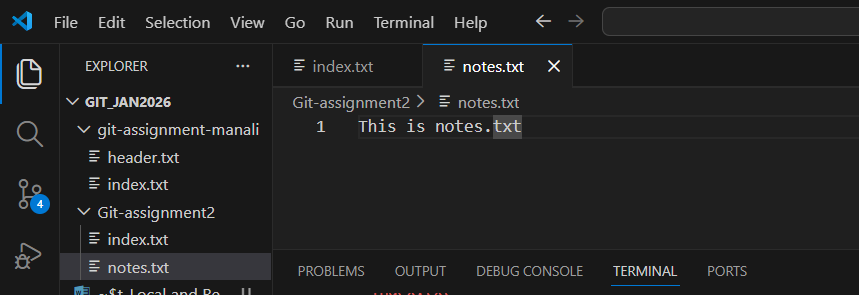 File Edit Selection View Go Run Terminal Help
EXPLORER ···
index.txt
notes.txt
GIT_JAN2026
Git-assignment2 > notes.txt
1 This is notes.txt
git-assignment-manali
header.txt
index.txt
4
Git-assignment2
index.txt
notes.txt
PROBLEMS OUTPUT DEBUG CONSOLE TERMINAL PORTS